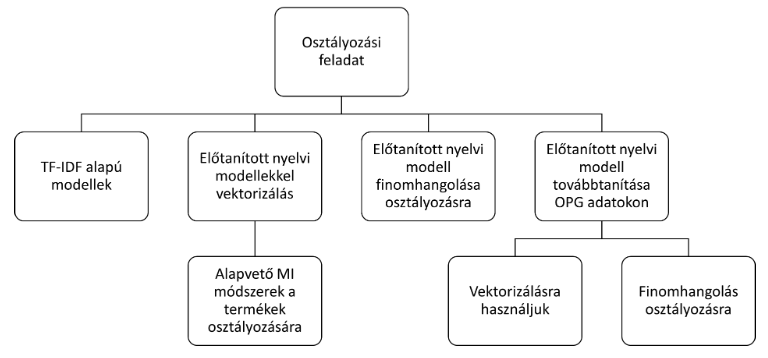 Osztályozási
feladat
TF-IDF alapú
modellek
Előtanított nyelvi
modellekkel
vektorizálás
Előtanított nyelvi
modell
finomhangolása
osztályozásra
Előtanított nyelvi
modell
továbbtanítása
OPG adatokon
Alapvető MI
módszerek a
termékek
osztályozására
Vektorizálásra
használjuk
Finomhangolás
osztályozásra